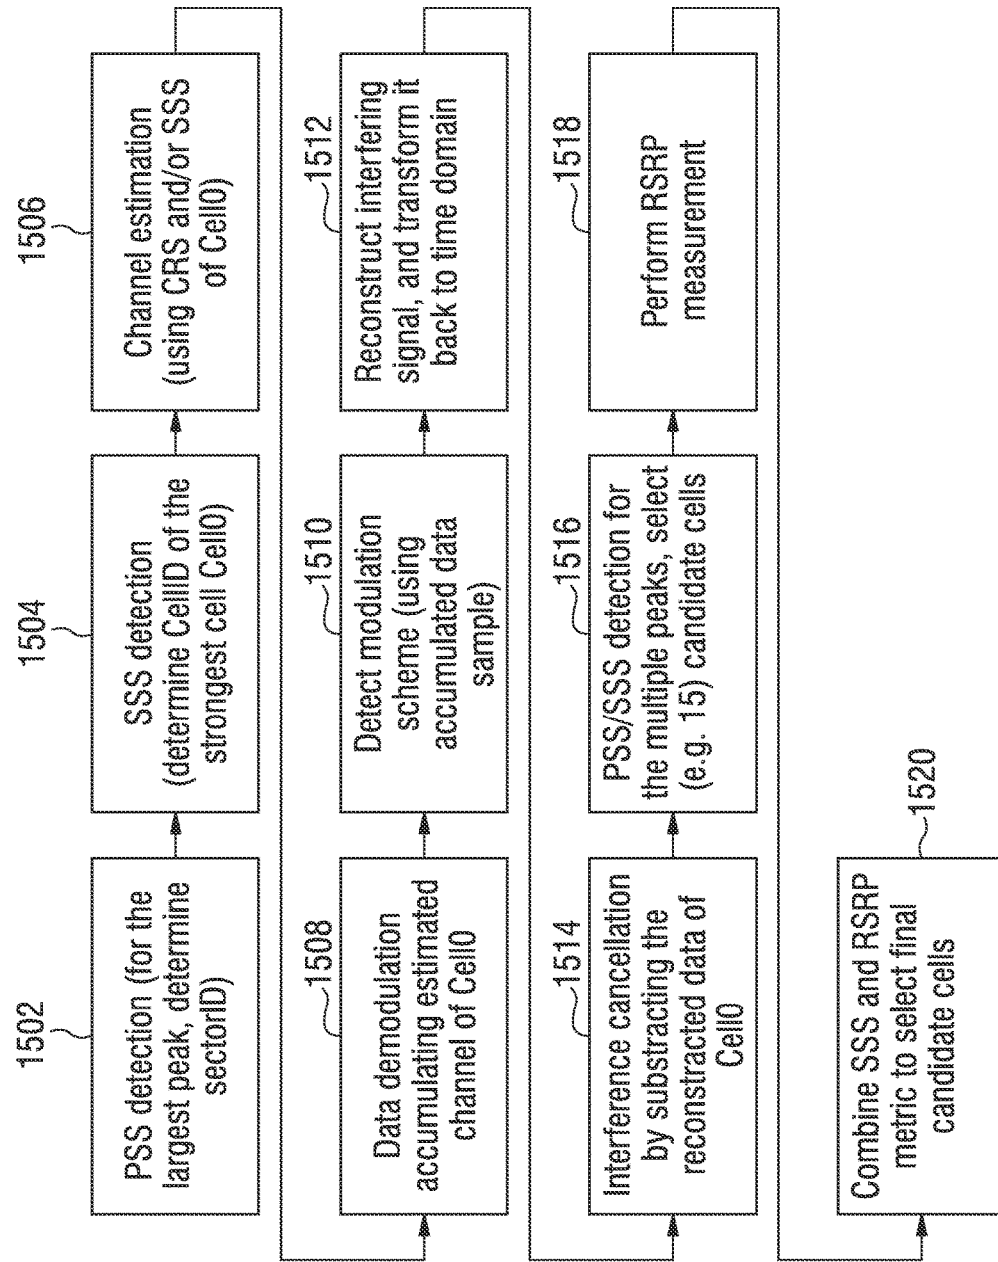 1502
PSS detection (for the
largest peak, determine
sectorID)
1504
SSS detection
(determine CellID of the
strongest cell Cell0)
1506
Channel estimation
(using CRS and/or SSS
of Cell0)
1508
Data demodulation
accumulating estimated
channel of Cell0
1510
Detect modulation
scheme (using
accumulated data
sample)
1512
Reconstruct interfering
signal, and transform it
back to time domain
1514
Interference cancellation
by substracting the
reconstracted data of
Cell0
1516
PSS/SSS detection for
the multiple peaks, select
(e.g. 15) candidate cells
1518
Perform RSRP
measurement
1520
Combine SSS and RSRP
metric to select final
candidate cells